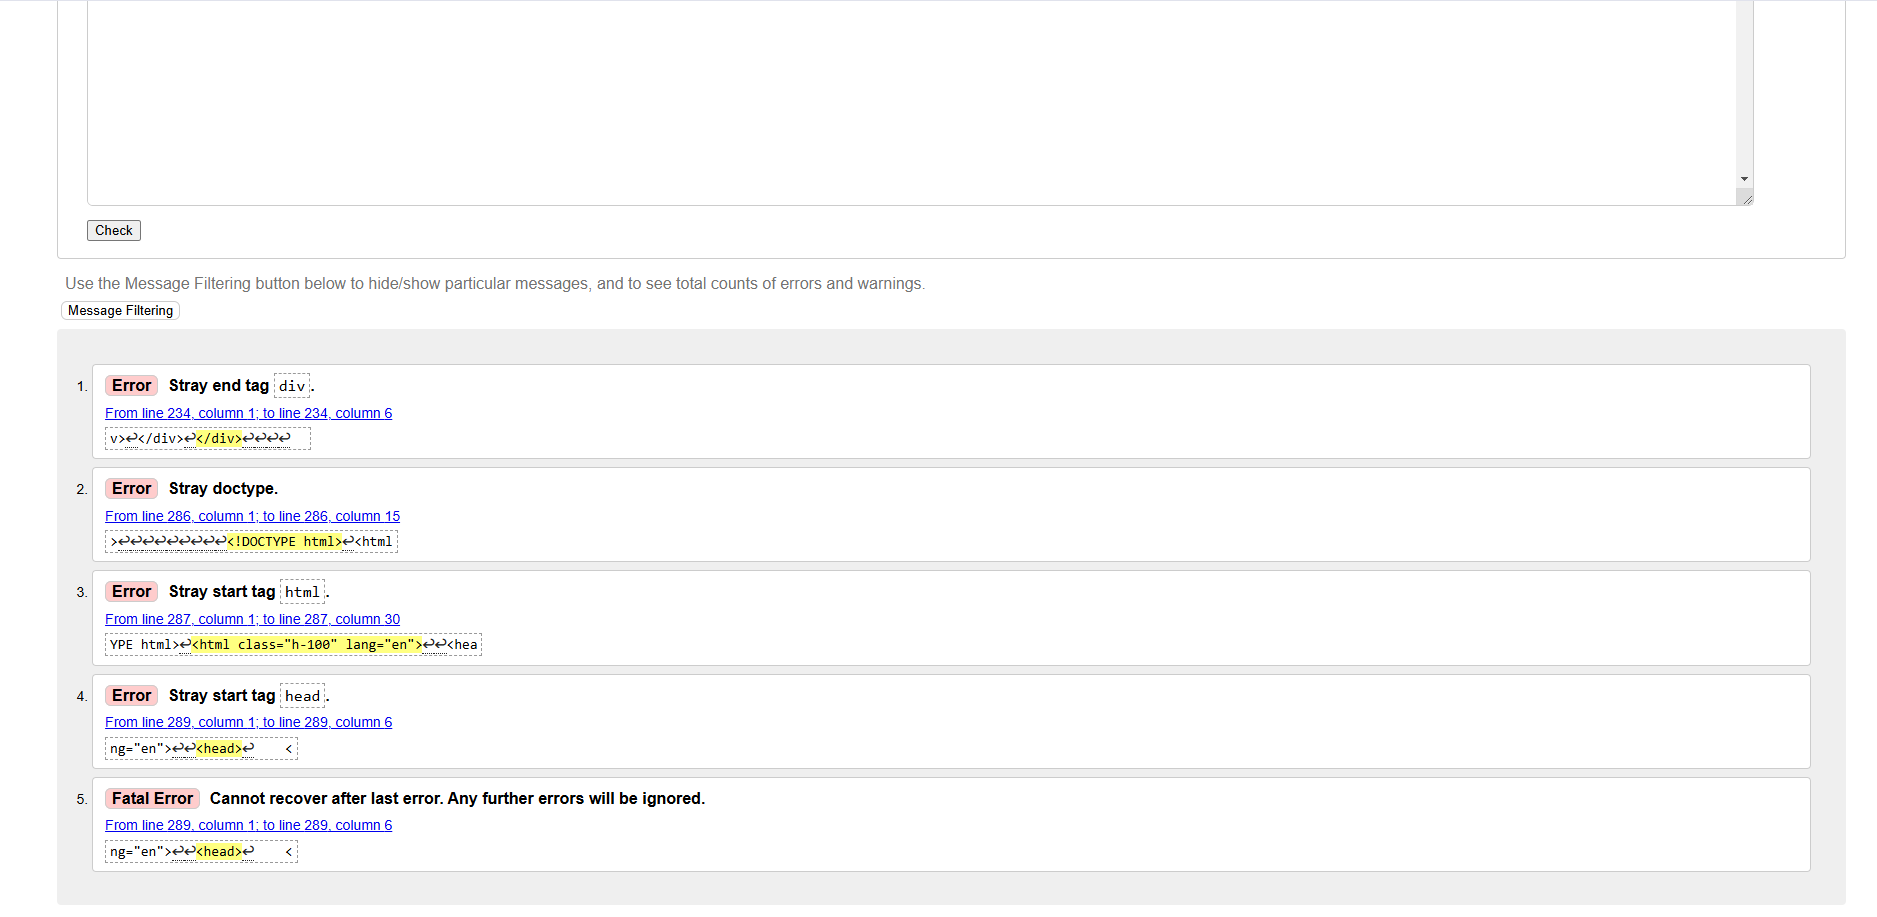 Check
Use the Message Filtering button below to hide/show particular messages, and to see total counts of errors and warnings.
Message Filtering
1. Error Stray end tag div.
From line 234, column 1; to line 234, column 6
v>↩</div>↩</div>↩↩↩↩
2. Error Stray doctype.
From line 286, column 1; to line 286, column 15
>↩↩↩↩↩↩↩↩↩<!DOCTYPE html>↩<html
3. Error Stray start tag html.
From line 287, column 1; to line 287, column 30
YPE html>↩<html class="h-100" lang="en">↩↩<hea
4. Error Stray start tag head.
From line 289, column 1; to line 289, column 6
ng="en">↩↩<head>↩    <
5. Fatal Error Cannot recover after last error. Any further errors will be ignored.
From line 289, column 1; to line 289, column 6
ng="en">↩↩<head>↩    <